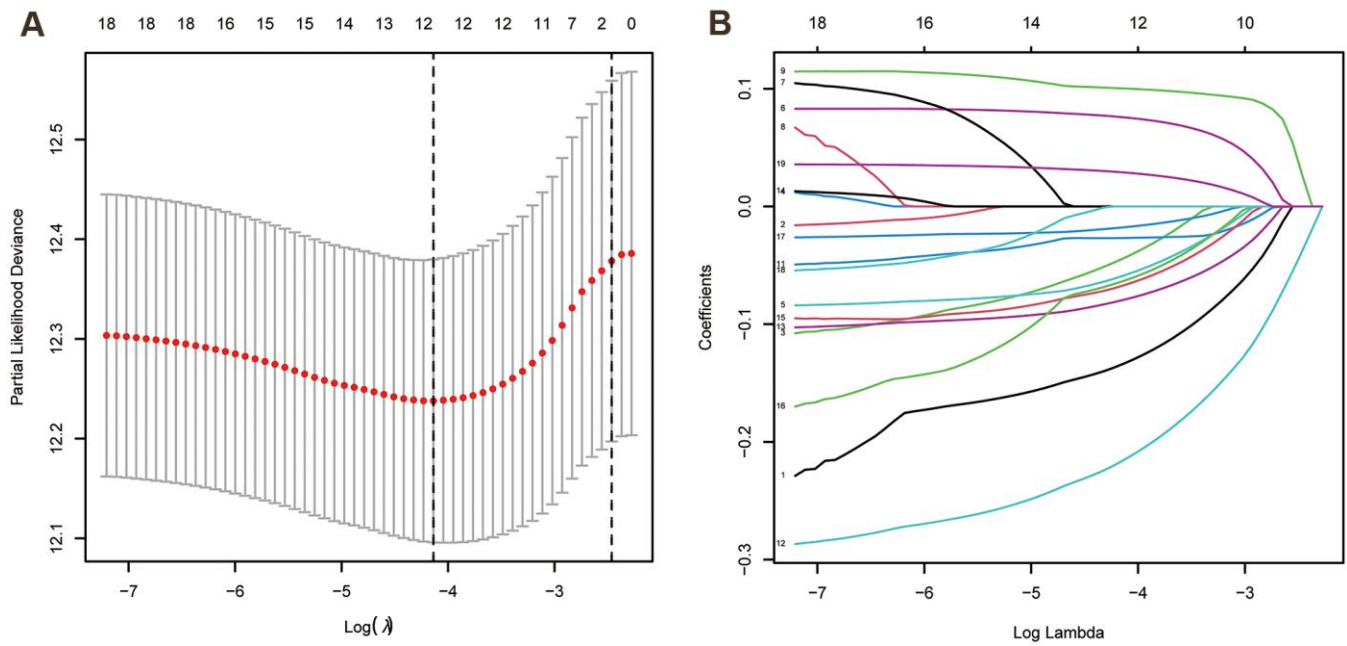 A
18 18 18 16 15 15 14 13 12 12 12 12 11 7 2 0
Partial Likelihood Deviance
12.5
12.4
12.3
12.2
12.1
−7 −6 −5 −4 −3
Log(λ)
B
18 16 14 12 10
Coefficients
0.1
0.0
−0.1
−0.2
−0.3
9
7
6
8
19
14
2
17
11
18
5
15
13
3
16
1
12
−7 −6 −5 −4 −3
Log Lambda